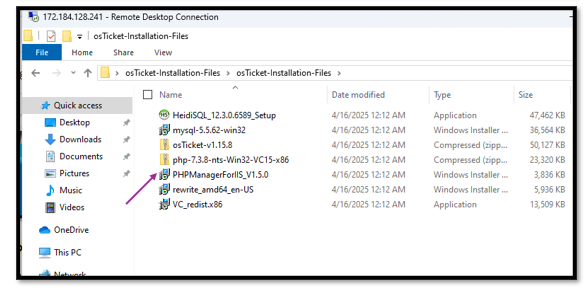 172.184.128.241 - Remote Desktop Connection
osTicket-Installation-Files
File Home Share View
osTicket-Installation-Files osTicket-Installation-Files
Quick access
Desktop
Downloads
Documents
Pictures
Music
Videos
OneDrive
This PC
Network
Name Date modified Type Size
HeidiSQL_12.3.0.6589_Setup 4/16/2025 12:12 AM Application 47,462 KB
mysql-5.5.62-win32 4/16/2025 12:12 AM Windows Installer ... 36,564 KB
osTicket-v1.15.8 4/16/2025 12:12 AM Compressed (zipp... 50,127 KB
php-7.3.8-nts-Win32-VC15-x86 4/16/2025 12:12 AM Compressed (zipp... 23,320 KB
PHPManagerForIIS_V1.5.0 4/16/2025 12:12 AM Windows Installer ... 3,836 KB
rewrite_amd64_en-US 4/16/2025 12:12 AM Windows Installer ... 5,936 KB
VC_redist.x86 4/16/2025 12:12 AM Application 13,509 KB